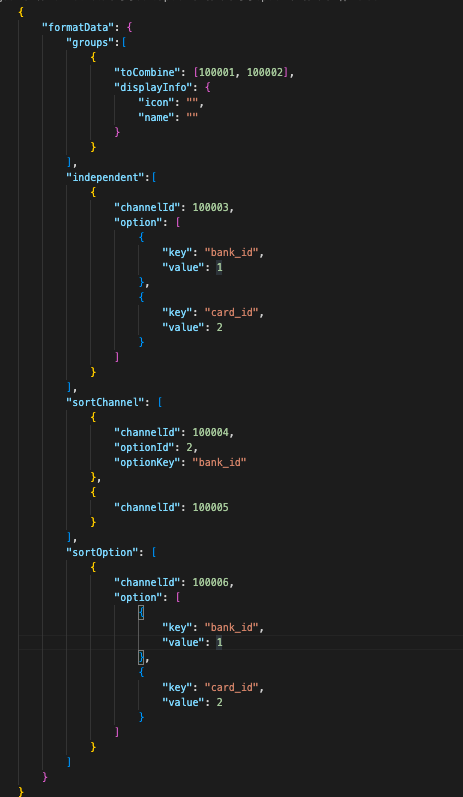 {
    "formatData": {
        "groups":[
            {
                "toCombine": [100001, 100002],
                "displayInfo": {
                    "icon": "",
                    "name": ""
                }
            }
        ],
        "independent":[
            {
                "channelId": 100003,
                "option": [
                    {
                        "key": "bank_id",
                        "value": 1
                    },
                    {
                        "key": "card_id",
                        "value": 2
                    }
                ]
            }
        ],
        "sortChannel": [
            {
                "channelId": 100004,
                "optionId": 2,
                "optionKey": "bank_id"
            },
            {
                "channelId": 100005
            }
        ],
        "sortOption": [
            {
                "channelId": 100006,
                "option": [
                    {
                        "key": "bank_id",
                        "value": 1
                    },
                    {
                        "key": "card_id",
                        "value": 2
                    }
                ]
            }
        ]
    }
}